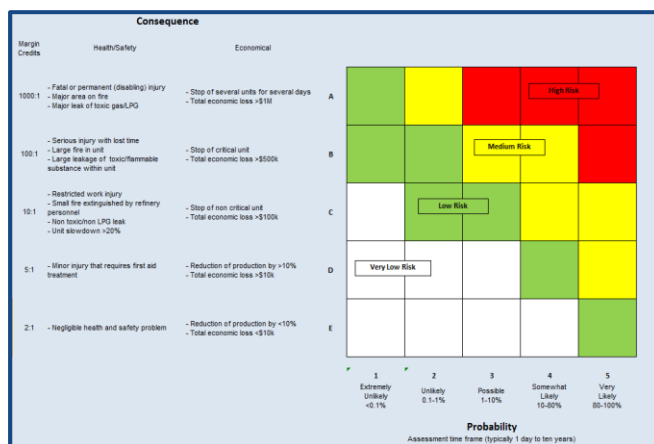 Consequence
Margin
Credits
Health/Safety
Economical
1000:1
- Fatal or permanent (disabling) injury
- Major area on fire
- Major leak of toxic gas/LPG
- Stop of several units for several days
- Total economic loss >$1M
A
High Risk
100:1
- Serious injury with lost time
- Large fire in unit
- Large leakage of toxic/flammable
substance within unit
- Stop of critical unit
- Total economic loss >$500k
B
Medium Risk
10:1
- Restricted work injury
- Small fire extinguished by refinery
personnel
- Non toxic/non LPG leak
- Unit slowdown >20%
- Stop of non critical unit
- Total economic loss >$100k
C
Low Risk
5:1
- Minor injury that requires first aid
treatment
- Reduction of production by >10%
- Total economic loss >$10k
D
Very Low Risk
2:1
- Negligible health and safety problem
- Reduction of production by <10%
- Total economic loss <$10k
E
1
2
3
4
5
Extremely
Unlikely
<0.1%
Unlikely
0.1-1%
Possible
1-10%
Somewhat
Likely
10-80%
Very
Likely
80-100%
Probability
Assessment time frame (typically 1 day to ten years)